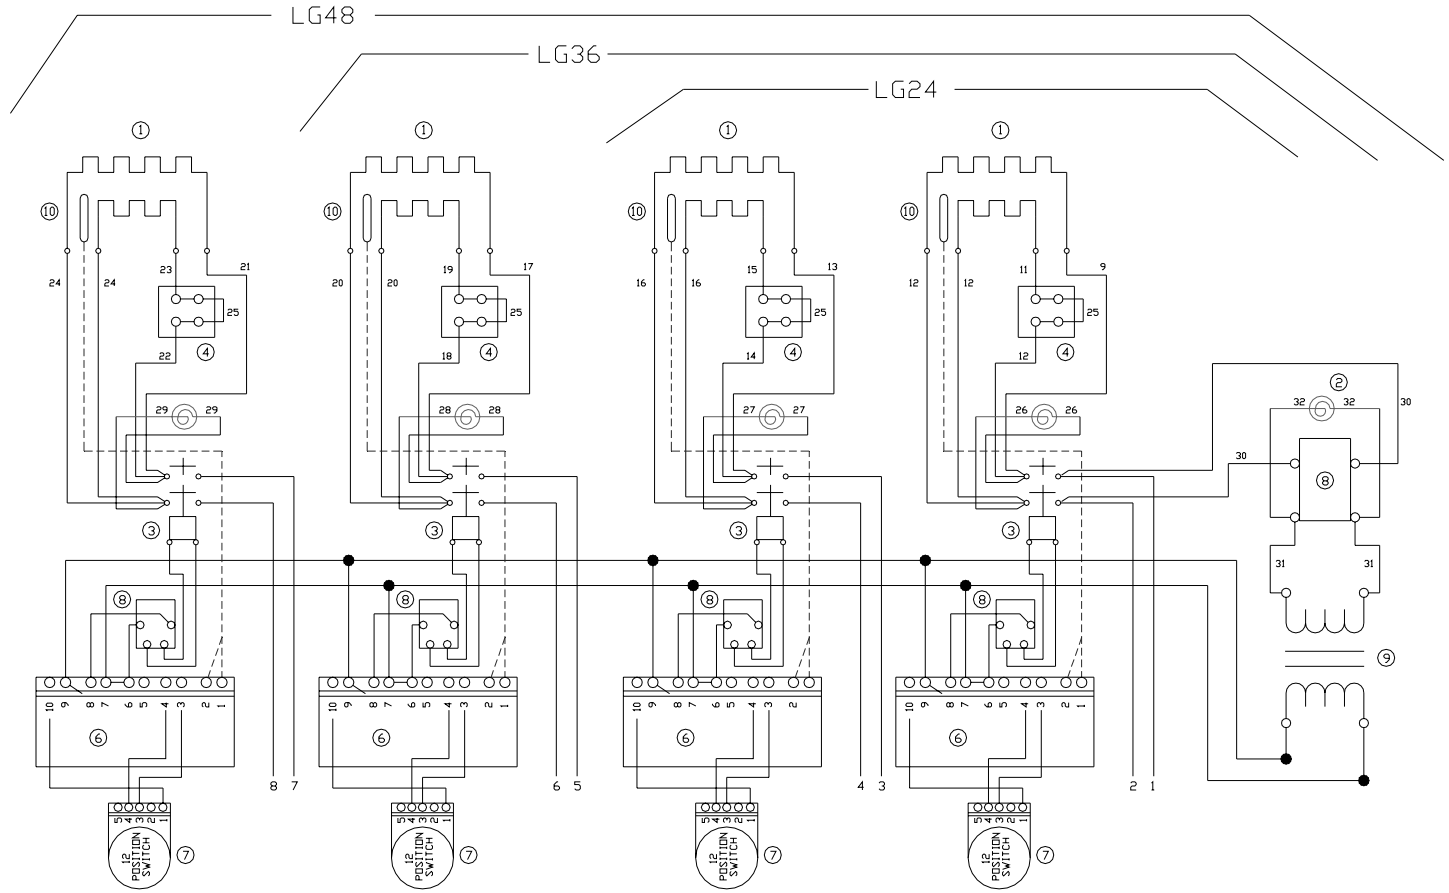 LG48
LG36
LG24
1 1 1 1
10 10 10 10
24 24 23 21 20 20 19 17 16 16 15 13 12 12 11 9
25 25 25 25
4 4 4 4
22 18 14 12
2
29 29 28 28 27 27 26 26 32 32 30
30
8
3 3 3 3
31 31
8 8 8 8
9
10 9 8 7 6 5 4 3 2 1
10 9 8 7 6 5 4 3 2 1
10 9 8 7 6 5 4 3 2
10 9 8 7 6 5 4 3 2 1
6 6 6 6
8 7 6 5 4 3 2 1
5 4 3 2 1
5 4 3 2 1
5 4 3 2 1
5 4 3 2 1
12
POSITION
SWITCH
7
12
POSITION
SWITCH
7
12
POSITION
SWITCH
7
12
POSITION
SWITCH
7